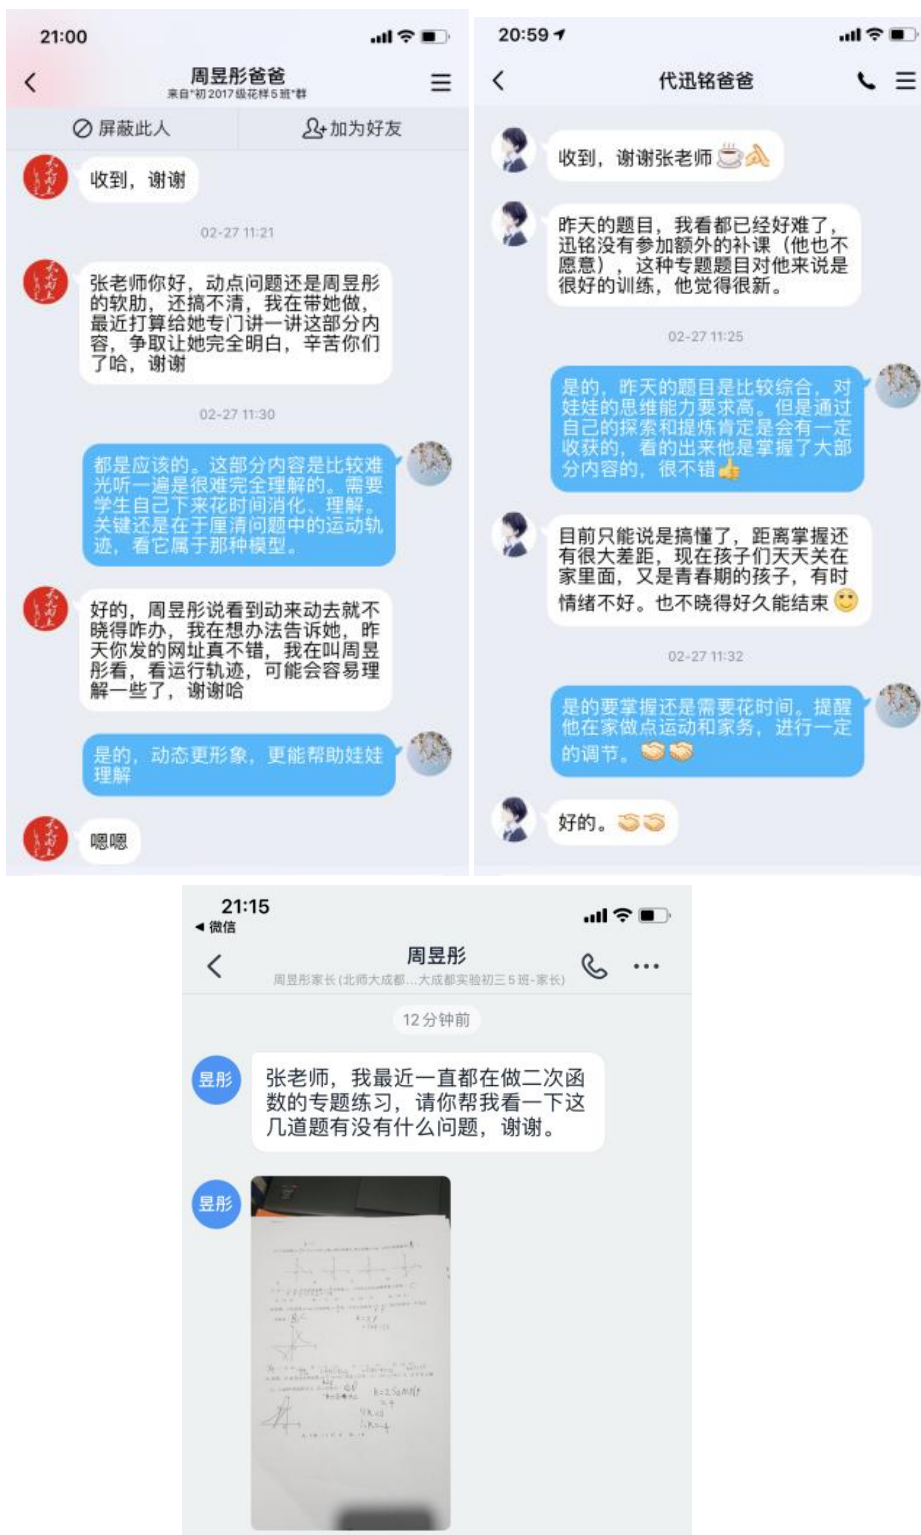 21:00
周昱彤爸爸
来自"初2017级花样5班"群
屏蔽此人
加为好友
收到，谢谢
02-27 11:21
张老师你好，动点问题还是周昱彤
的软肋，还搞不清，我在带她做，
最近打算给她专门讲一讲这部分内
容，争取让她完全明白，辛苦你们
了哈，谢谢
02-27 11:30
都是应该的。这部分内容是比较难
光听一遍是很难完全理解的。需要
学生自己下来花时间消化、理解。
关键还是在于厘清问题中的运动轨
迹，看它属于那种模型。
好的，周昱彤说看到动来动去就不
晓得咋办，我在想办法告诉她，昨
天你发的网址真不错，我在叫周昱
彤看，看运行轨迹，可能会容易理
解一些了，谢谢哈
是的，动态更形象，更能帮助娃娃
理解
嗯嗯
20:59
代迅铭爸爸
收到，谢谢张老师
昨天的题目，我看都已经好难了，
迅铭没有参加额外的补课（他也不
愿意），这种专题题目对他来说是
很好的训练，他觉得很新。
02-27 11:25
是的，昨天的题目是比较综合，对
娃娃的思维能力要求高。但是通过
自己的探索和提炼肯定是会有一定
收获的，看的出来他是掌握了大部
分内容的，很不错
目前只能说是搞懂了，距离掌握还
有很大差距，现在孩子们天天关在
家里面，又是青春期的孩子，有时
情绪不好。也不晓得好久能结束
02-27 11:32
是的要掌握还是需要花时间。提醒
他在家做点运动和家务，进行一定
的调节。
好的。
21:15
微信
周昱彤
周昱彤家长(北师大成都...大成都实验初三5班-家长)
12分钟前
昱彤
张老师，我最近一直都在做二次函
数的专题练习，请你帮我看一下这
几道题有没有什么问题，谢谢。
昱彤